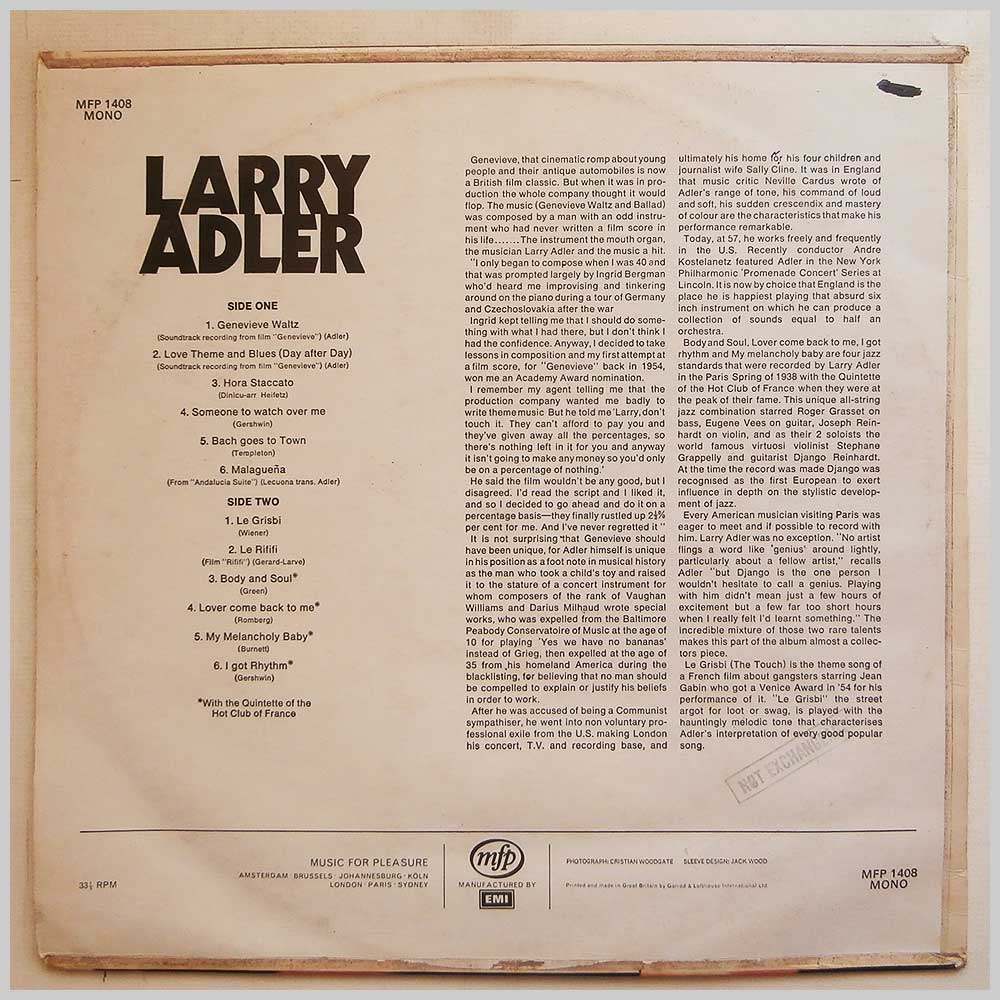 MFP 1408
MONO
LARRY
ADLER
SIDE ONE
1. Genevieve Waltz
(Soundtrack recording from film "Genevieve") (Adler)
2. Love Theme and Blues (Day after Day)
(Soundtrack recording from film "Genevieve") (Adler)
3. Hora Staccato
(Dinicu-arr Heifetz)
4. Someone to watch over me
(Gershwin)
5. Bach goes to Town
(Templeton)
6. Malagueña
(From "Andalucia Suite") (Lecuona trans. Adler)
SIDE TWO
1. Le Grisbi
(Wiener)
2. Le Rififi
(Film "Rififi") (Gerard-Larve)
3. Body and Soul*
(Green)
4. Lover come back to me*
(Romberg)
5. My Melancholy Baby*
(Burnett)
6. I got Rhythm*
(Gershwin)
*With the Quintette of the
Hot Club of France
Genevieve, that cinematic romp about young
people and their antique automobiles is now
a British film classic. But when it was in pro-
duction the whole company thought it would
flop. The music (Genevieve Waltz and Ballad)
was composed by a man with an odd instru-
ment who had never written a film score in
his life.......The instrument the mouth organ,
the musician Larry Adler and the music a hit.
"I only began to compose when I was 40 and
that was prompted largely by Ingrid Bergman
who'd heard me improvising and tinkering
around on the piano during a tour of Germany
and Czechoslovakia after the war
Ingrid kept telling me that I should do some-
thing with what I had there, but I don't think I
had the confidence. Anyway, I decided to take
lessons in composition and my first attempt at
a film score, for "Genevieve" back in 1954,
won me an Academy Award nomination.
I remember my agent telling me that the
production company wanted me badly to
write theme music. But he told me 'Larry, don't
touch it. They can't afford to pay you and
they've given away all the percentages, so
there's nothing left in it for you and anyway
it isn't going to make any money so you'd only
be on a percentage of nothing.'
He said the film wouldn't be any good, but I
disagreed. I'd read the script and I liked it,
and so I decided to go ahead and do it on a
percentage basis—they finally rustled up 2½%
per cent for me. And I've never regretted it"
It is not surprising that Genevieve should
have been unique, for Adler himself is unique
in his position as a foot note in musical history
as the man who took a child's toy and raised
it to the stature of a concert instrument for
whom composers of the rank of Vaughan
Williams and Darius Milhaud wrote special
works, who was expelled from the Baltimore
Peabody Conservatoire of Music at the age of
10 for playing 'Yes we have no bananas'
instead of Grieg, then expelled at the age of
35 from his homeland America during the
blacklisting, for believing that no man should
be compelled to explain or justify his beliefs
in order to work.
After he was accused of being a Communist
sympathiser, he went into non voluntary pro-
fessional exile from the U.S. making London
his concert, T.V. and recording base, and
ultimately his home for his four children and
journalist wife Sally Cline. It was in England
that music critic Neville Cardus wrote of
Adler's range of tone, his command of loud
and soft, his sudden crescendix and mastery
of colour are the characteristics that make his
performance remarkable.
Today, at 57, he works freely and frequently
in the U.S. Recently conductor Andre
Kostelanetz featured Adler in the New York
Philharmonic 'Promenade Concert' Series at
Lincoln. It is now by choice that England is the
place he is happiest playing that absurd six
inch instrument on which he can produce a
collection of sounds equal to half an
orchestra.
Body and Soul, Lover come back to me, I got
rhythm and My melancholy baby are four jazz
standards that were recorded by Larry Adler
in the Paris Spring of 1938 with the Quintette
of the Hot Club of France when they were at
the peak of their fame. This unique all-string
jazz combination starred Roger Grasset on
bass, Eugene Vees on guitar, Joseph Rein-
hardt on violin, and as their 2 soloists the
world famous virtuosi violinist Stephane
Grappelly and guitarist Django Reinhardt.
At the time the record was made Django was
recognised as the first European to exert
influence in depth on the stylistic develop-
ment of jazz.
Every American musician visiting Paris was
eager to meet and if possible to record with
him. Larry Adler was no exception. "No artist
flings a word like 'genius' around lightly,
particularly about a fellow artist," recalls
Adler "but Django is the one person I
wouldn't hesitate to call a genius. Playing
with him didn't mean just a few hours of
excitement but a few far too short hours
when I really felt I'd learnt something." The
incredible mixture of those two rare talents
makes this part of the album almost a collec-
tors piece.
Le Grisbi (The Touch) is the theme song of
a French film about gangsters starring Jean
Gabin who got a Venice Award in '54 for his
performance of it. "Le Grisbi" the street
argot for loot or swag, is played with the
hauntingly melodic tone that characterises
Adler's interpretation of every good popular
song.
NOT EXCHANGE
33⅓ RPM
MUSIC FOR PLEASURE
AMSTERDAM · BRUSSELS · JOHANNESBURG · KÖLN
LONDON · PARIS · SYDNEY
mfp
MANUFACTURED BY
EMI
PHOTOGRAPH: CRISTIAN WOODGATE SLEEVE DESIGN: JACK WOOD
Printed and made in Great Britain by Garrod & Lofthouse International Ltd
MFP 1408
MONO